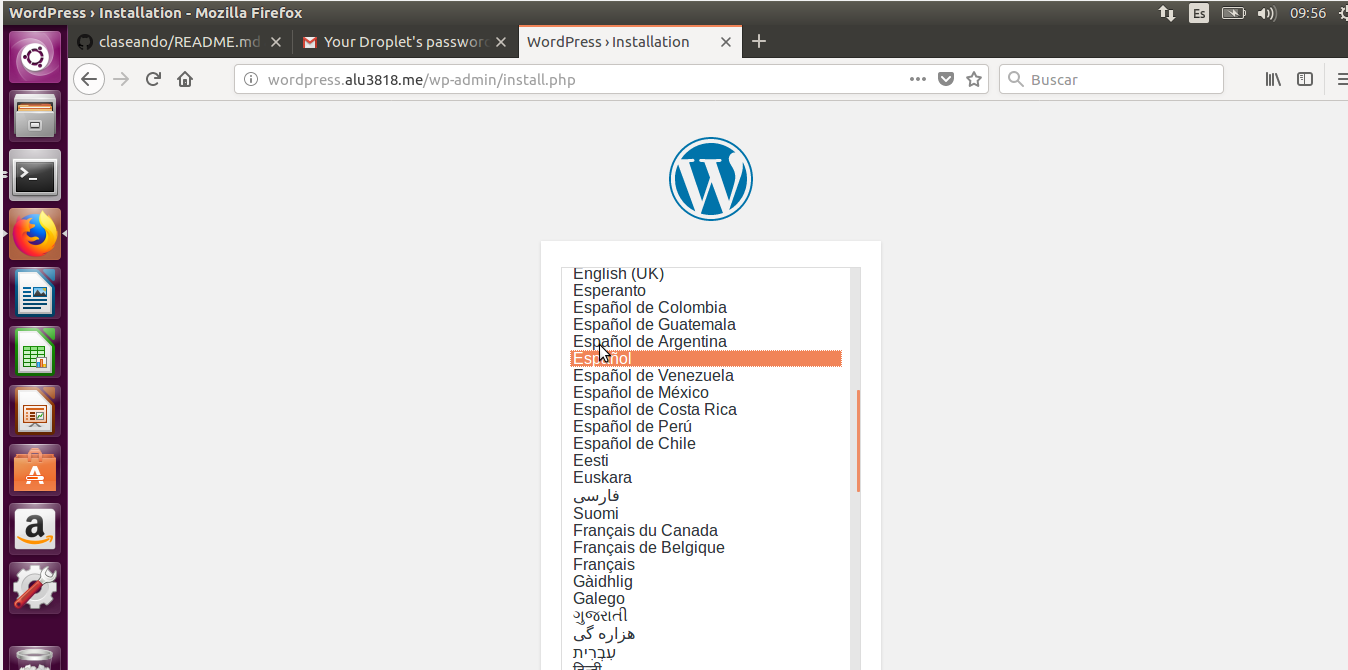 WordPress › Installation - Mozilla Firefox
Es
09:56
claseando/README.md
Your Droplet's password
WordPress › Installation
wordpress.alu3818.me/wp-admin/install.php
Buscar
English (UK)
Esperanto
Español de Colombia
Español de Guatemala
Español de Argentina
Español
Español de Venezuela
Español de México
Español de Costa Rica
Español de Perú
Español de Chile
Eesti
Euskara
فارسی
Suomi
Français du Canada
Français de Belgique
Français
Gàidhlig
Galego
ગુજરાતી
هزاره گی
עִבְרִית
हिन्दी